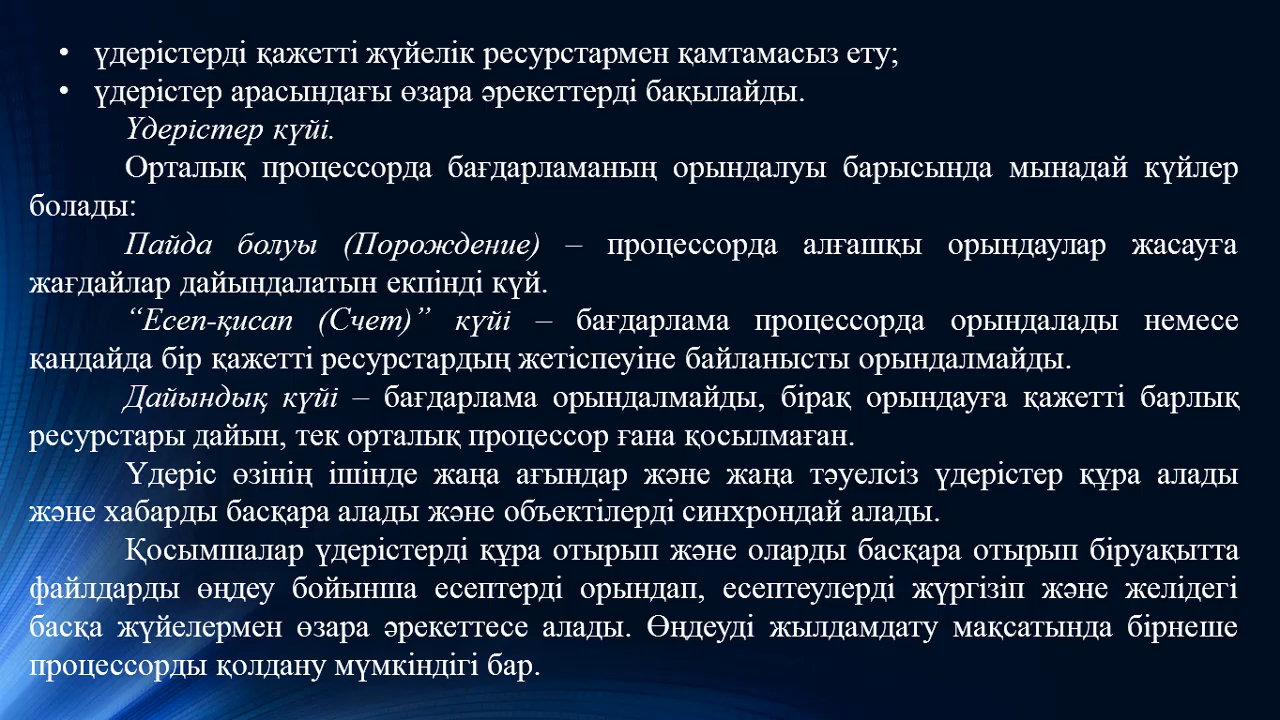 • үдерістерді қажетті жүйелік ресурстармен қамтамасыз ету;
• үдерістер арасындағы өзара әрекеттерді бақылайды.
Үдерістер күйі.
Орталық процессорда бағдарламаның орындалуы барысында мынадай күйлер
болады:
Пайда болуы (Порождение) – процессорда алғашқы орындаулар жасауға
жағдайлар дайындалатын екпінді күй.
“Есеп-қисап (Счет)” күйі – бағдарлама процессорда орындалады немесе
қандайда бір қажетті ресурстардың жетіспеуіне байланысты орындалмайды.
Дайындық күйі – бағдарлама орындалмайды, бірақ орындауға қажетті барлық
ресурстары дайын, тек орталық процессор ғана қосылмаған.
Үдеріс өзінің ішінде жаңа ағындар және жаңа тәуелсіз үдерістер құра алады
және хабарды басқара алады және объектілерді синхрондай алады.
Қосымшалар үдерістерді құра отырып және оларды басқара отырып біруақытта
файлдарды өңдеу бойынша есептерді орындап, есептеулерді жүргізіп және желідегі
басқа жүйелермен өзара әрекеттесе алады. Өңдеуді жылдамдату мақсатында бірнеше
процессорды қолдану мүмкіндігі бар.